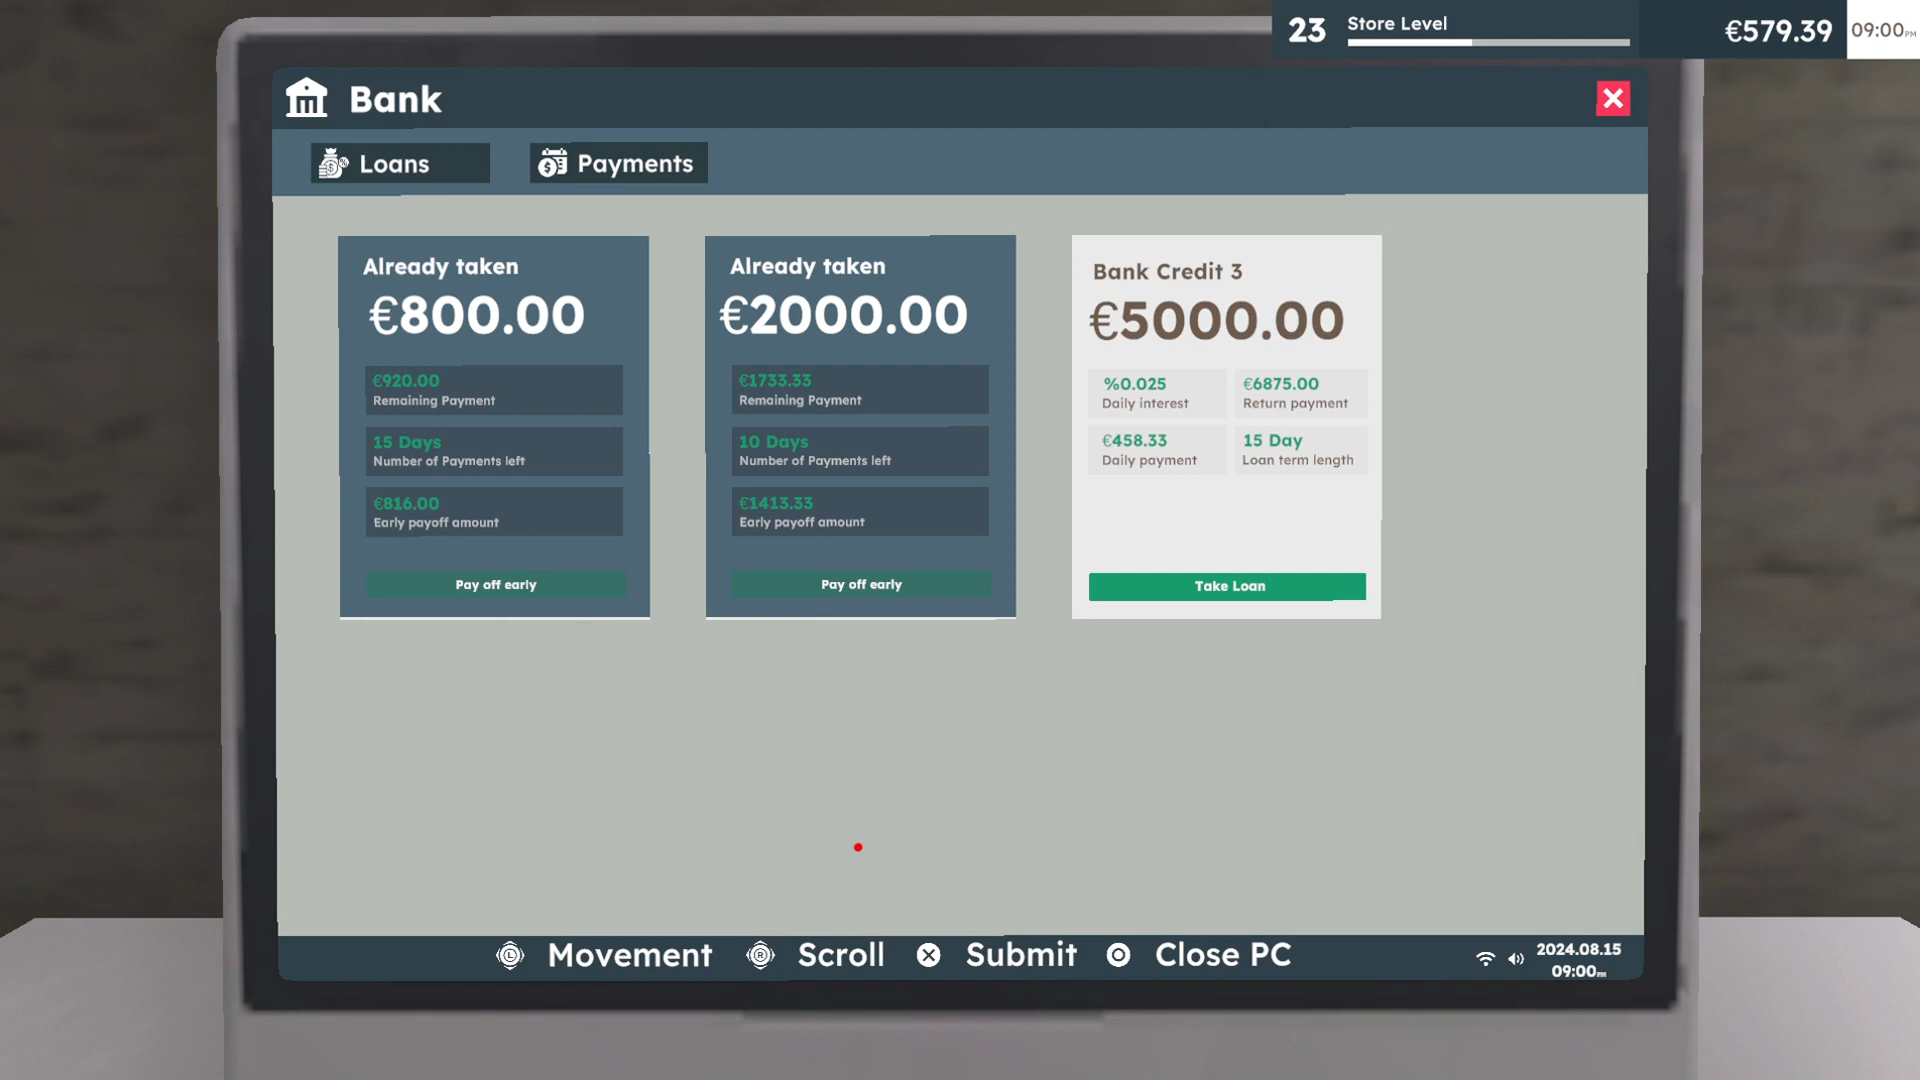 23 Store Level €579.39 09:00PM
Bank
Loans Payments
Already taken
€800.00
€920.00
Remaining Payment
15 Days
Number of Payments left
€816.00
Early payoff amount
Pay off early
Already taken
€2000.00
€1733.33
Remaining Payment
10 Days
Number of Payments left
€1413.33
Early payoff amount
Pay off early
Bank Credit 3
€5000.00
%0.025 €6875.00
Daily interest Return payment
€458.33 15 Day
Daily payment Loan term length
Take Loan
L Movement R Scroll Submit Close PC
2024.08.15
09:00PM